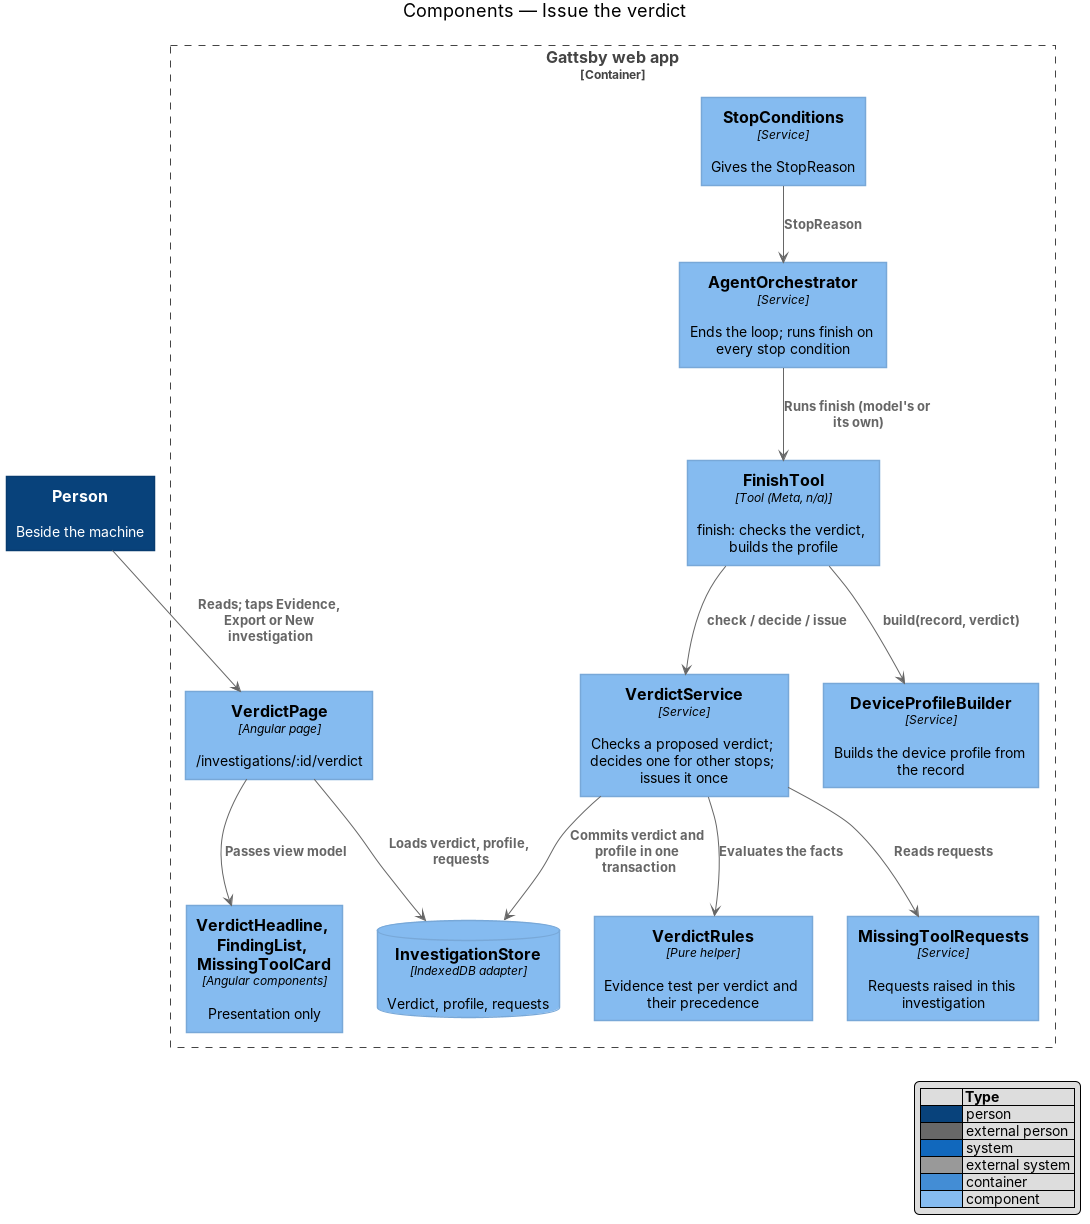 Components — Issue the verdict
Gattsby web app
[Container]
StopConditions
[Service]
Gives the StopReason
StopReason
AgentOrchestrator
[Service]
Ends the loop; runs finish on
every stop condition
Runs finish (model's or
its own)
Person
Beside the machine
FinishTool
[Tool (Meta, n/a)]
finish: checks the verdict,
builds the profile
Reads; taps Evidence,
Export or New
investigation
check / decide / issue
build(record, verdict)
VerdictPage
[Angular page]
/investigations/:id/verdict
VerdictService
[Service]
Checks a proposed verdict;
decides one for other stops;
issues it once
DeviceProfileBuilder
[Service]
Builds the device profile from
the record
Passes view model
Loads verdict, profile,
requests
Commits verdict and
profile in one
transaction
Evaluates the facts
Reads requests
VerdictHeadline,
FindingList,
MissingToolCard
[Angular components]
Presentation only
InvestigationStore
[IndexedDB adapter]
Verdict, profile, requests
VerdictRules
[Pure helper]
Evidence test per verdict and
their precedence
MissingToolRequests
[Service]
Requests raised in this
investigation
Type
person
external person
system
external system
container
component